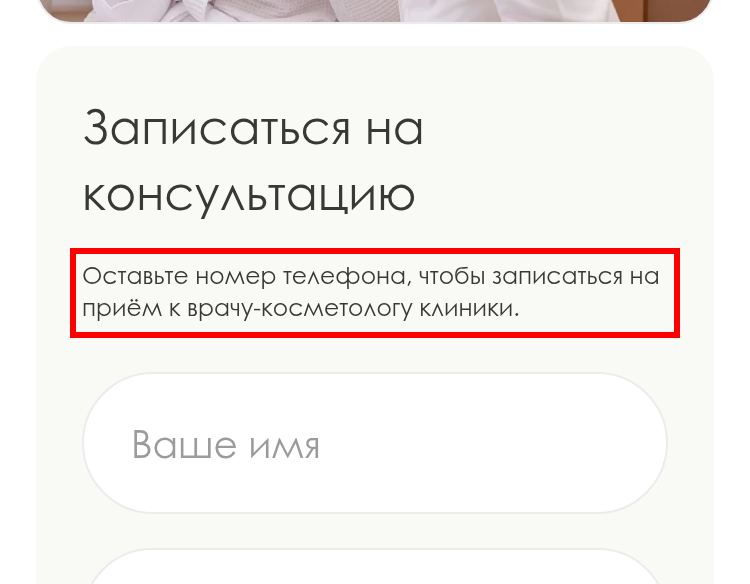 Записаться на
консультацию
Оставьте номер телефона, чтобы записаться на
приём к врачу-косметологу клиники.
Ваше имя